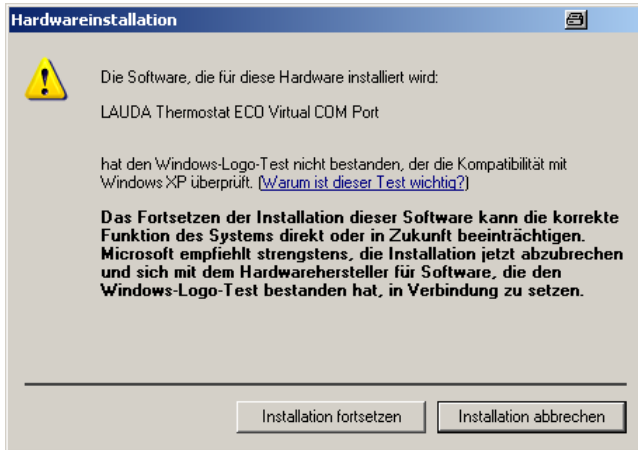 Hardwareinstallation
Die Software, die für diese Hardware installiert wird:
LAUDA Thermostat ECO Virtual COM Port
hat den Windows-Logo-Test nicht bestanden, der die Kompatibilität mit
Windows XP überprüft. (Warum ist dieser Test wichtig?)
Das Fortsetzen der Installation dieser Software kann die korrekte
Funktion des Systems direkt oder in Zukunft beeinträchtigen.
Microsoft empfiehlt strengstens, die Installation jetzt abzubrechen
und sich mit dem Hardwarehersteller für Software, die den
Windows-Logo-Test bestanden hat, in Verbindung zu setzen.
Installation fortsetzen
Installation abbrechen